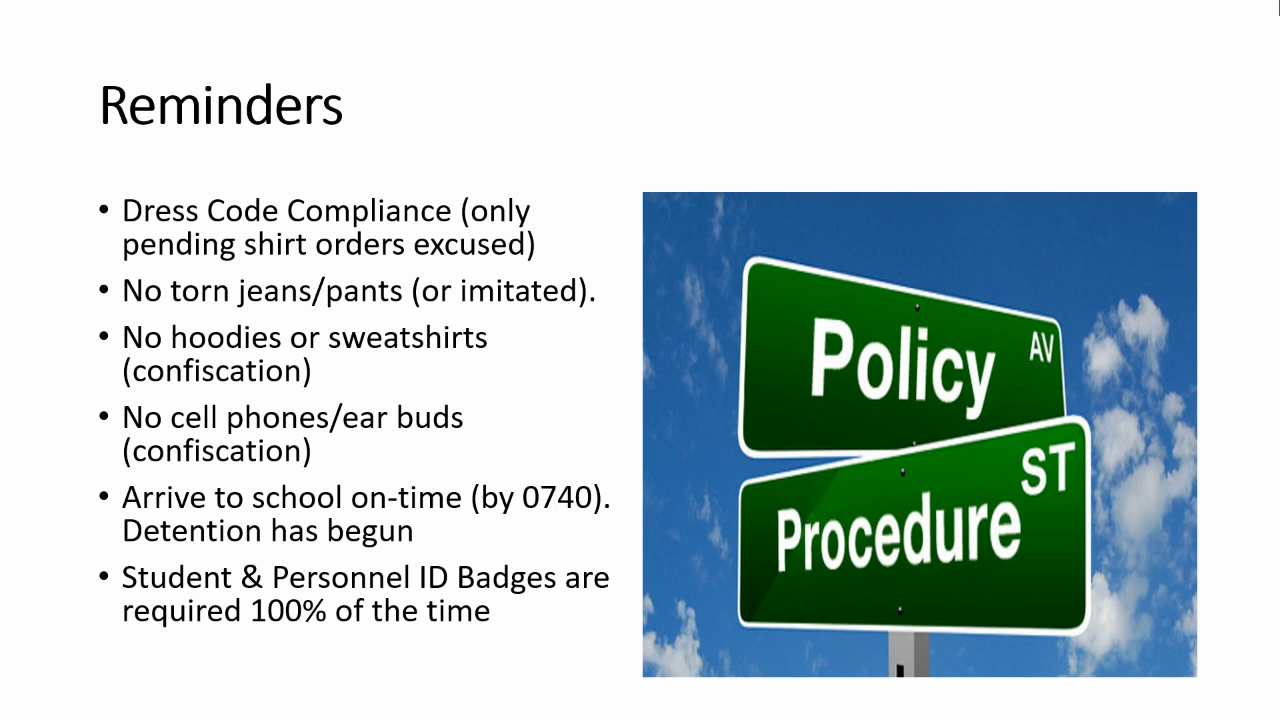 Reminders
• Dress Code Compliance (only
pending shirt orders excused)
• No torn jeans/pants (or imitated).
• No hoodies or sweatshirts
(confiscation)
• No cell phones/ear buds
(confiscation)
• Arrive to school on-time (by 0740).
Detention has begun
• Student & Personnel ID Badges are
required 100% of the time
Policy AV
Procedure ST